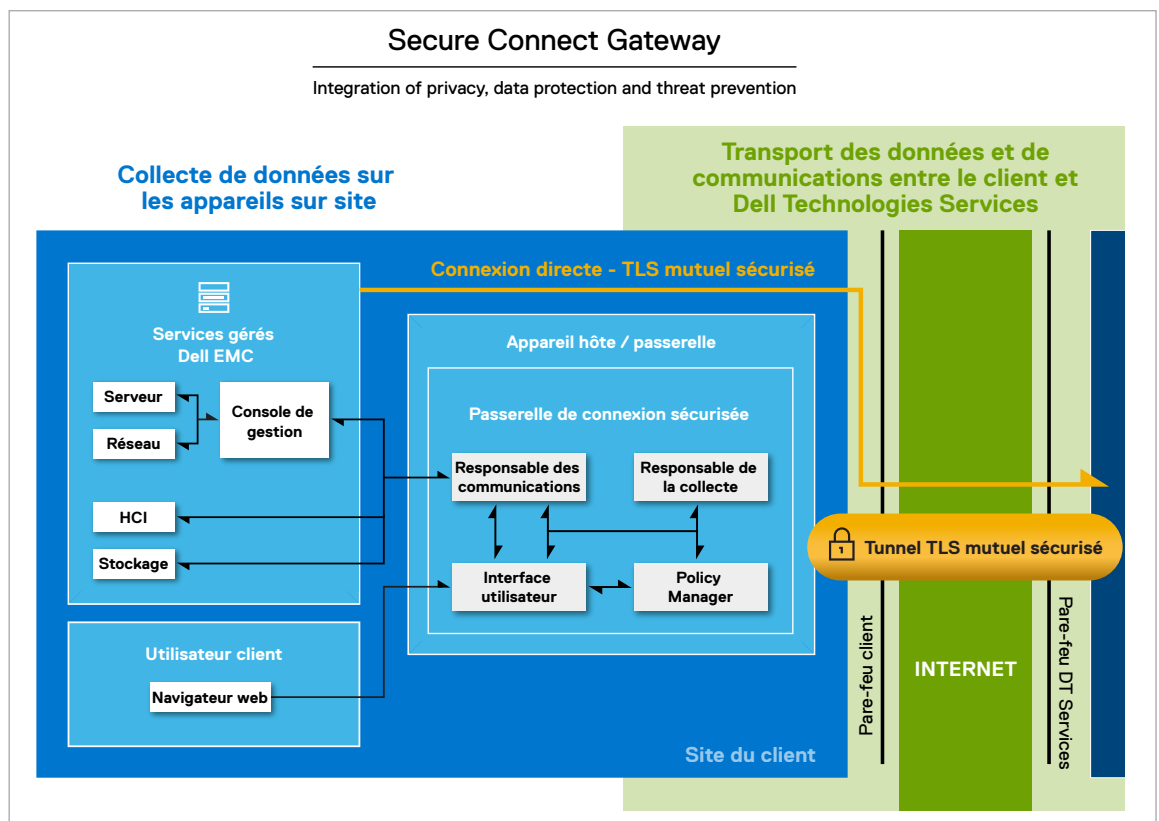 Secure Connect Gateway
Integration of privacy, data protection and threat prevention
Collecte de données sur
les appareils sur site
Transport des données et de
communications entre le client et
Dell Technologies Services
Connexion directe - TLS mutuel sécurisé
Services gérés
Dell EMC
Serveur
Réseau
Console de
gestion
HCI
Stockage
Appareil hôte / passerelle
Passerelle de connexion sécurisée
Responsable des
communications
Responsable de
la collecte
Interface
utilisateur
Policy
Manager
Tunnel TLS mutuel sécurisé
Utilisateur client
Navigateur web
Site du client
Pare-feu client
INTERNET
Pare-feu DT Services